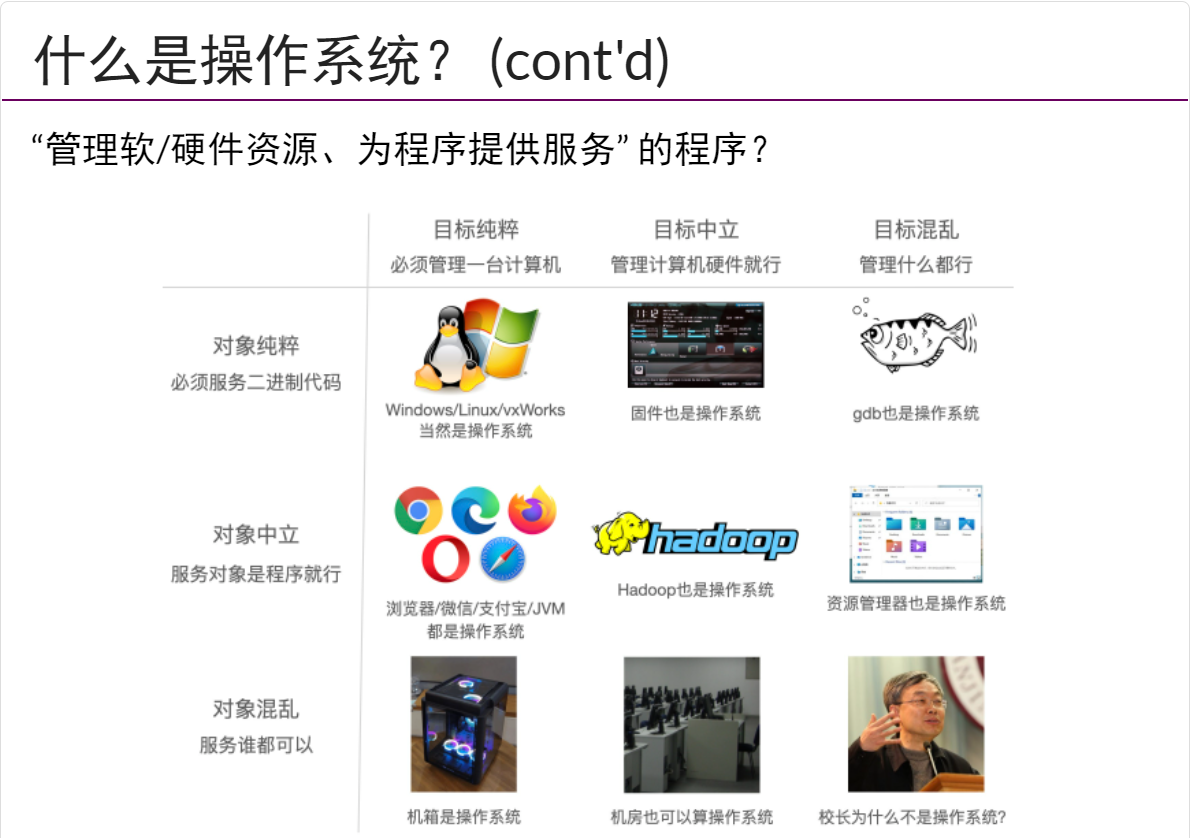 什么是操作系统？ (cont'd)
“管理软/硬件资源、为程序提供服务” 的程序？
目标纯粹 目标中立 目标混乱
必须管理一台计算机 管理计算机硬件就行 管理什么都行
对象纯粹
必须服务二进制代码
Windows/Linux/vxWorks
当然是操作系统
固件也是操作系统
gdb也是操作系统
对象中立
服务对象是程序就行
浏览器/微信/支付宝/JVM
都是操作系统
hadoop
Hadoop也是操作系统
资源管理器也是操作系统
对象混乱
服务谁都可以
机箱是操作系统
机房也可以算操作系统
校长为什么不是操作系统?